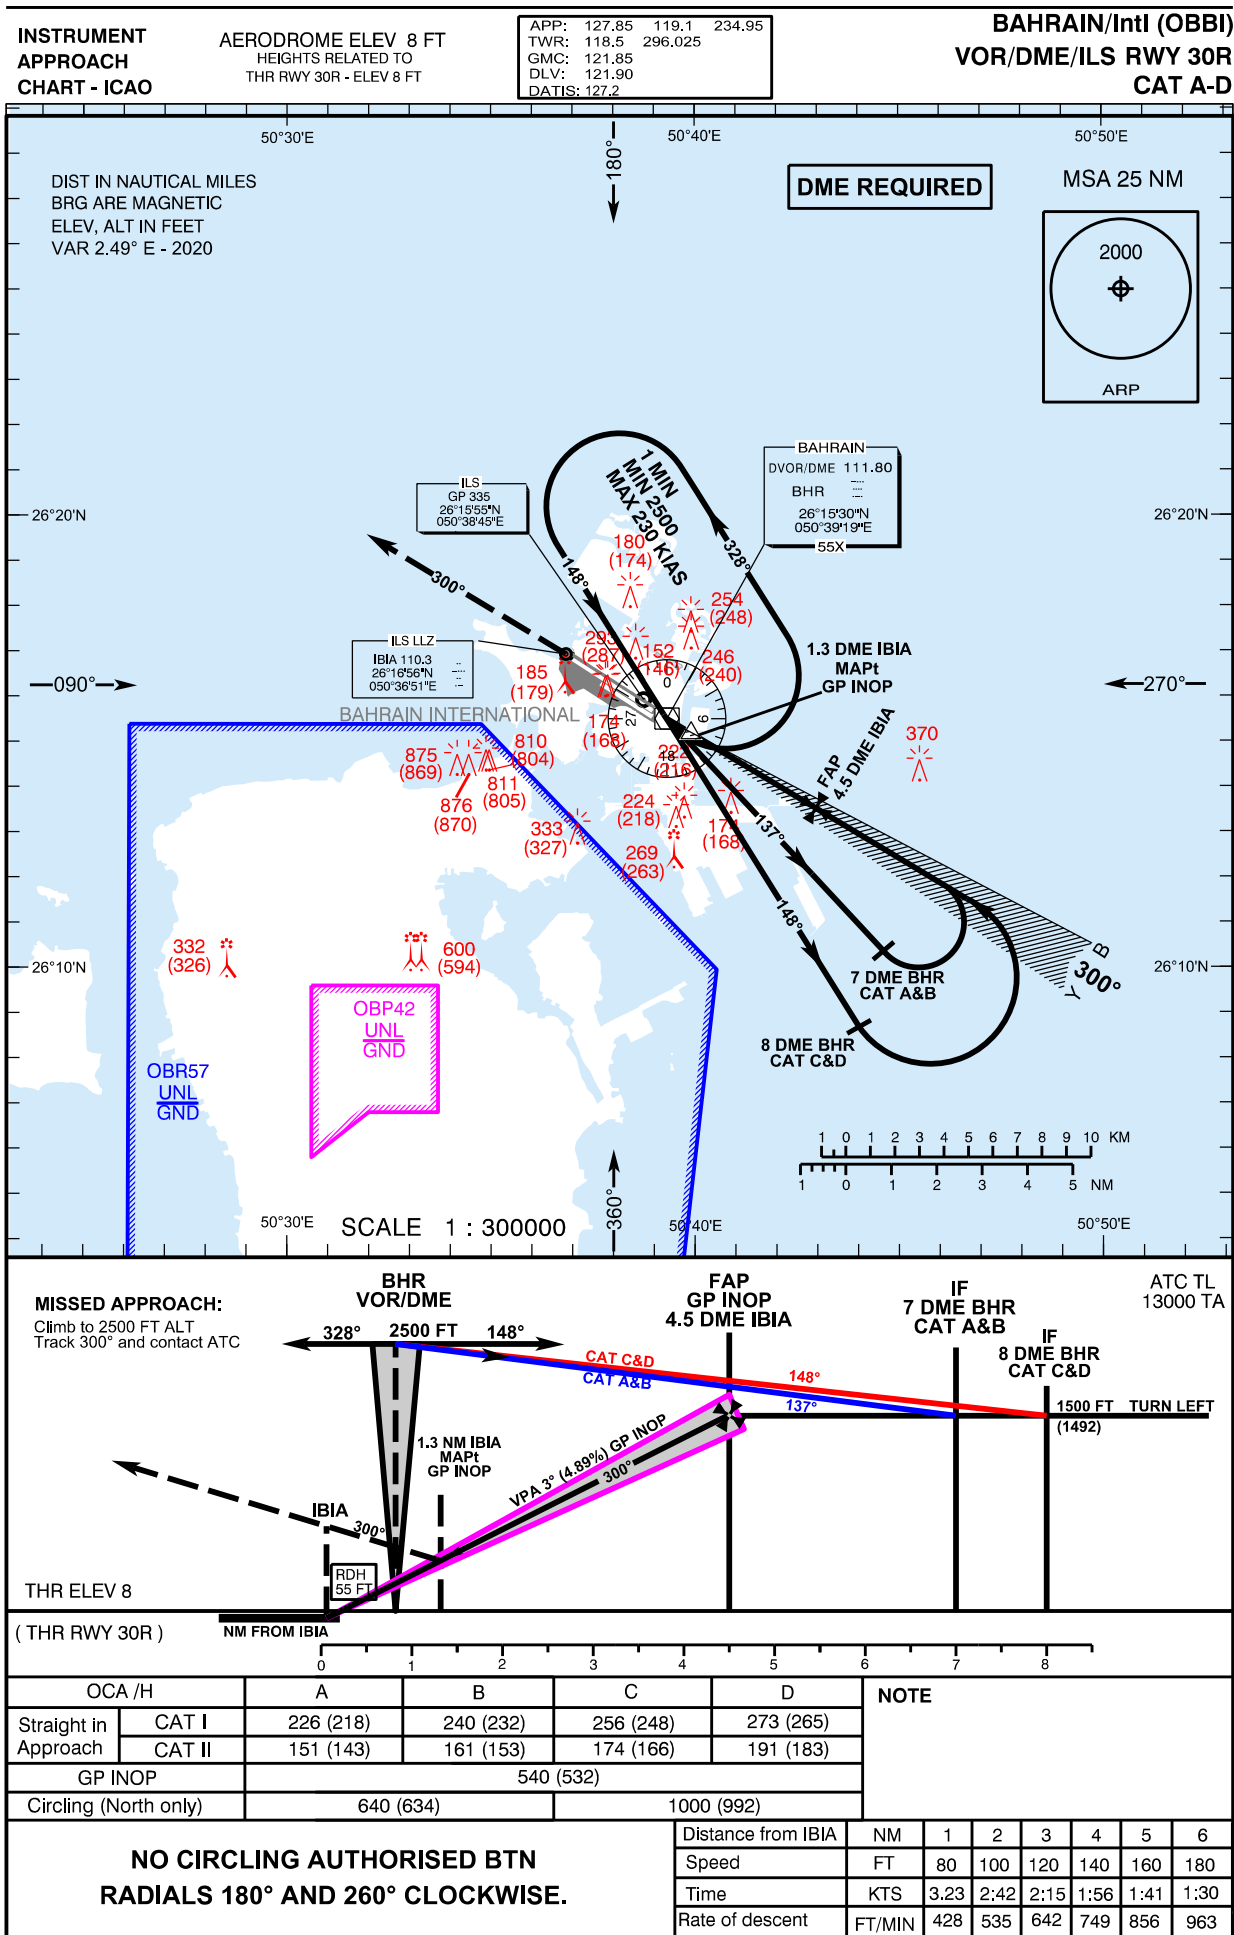 INSTRUMENT
APPROACH
CHART - ICAO
AERODROME ELEV 8 FT
HEIGHTS RELATED TO
THR RWY 30R - ELEV 8 FT
APP: 127.85 119.1 234.95
TWR: 118.5 296.025
GMC: 121.85
DLV: 121.90
DATIS: 127.2
BAHRAIN/Intl (OBBI)
VOR/DME/ILS RWY 30R
CAT A-D
50°30'E
50°40'E
50°50'E
180°
DIST IN NAUTICAL MILES
BRG ARE MAGNETIC
ELEV, ALT IN FEET
VAR 2.49° E - 2020
DME REQUIRED
MSA 25 NM
2000
ARP
BAHRAIN
DVOR/DME 111.80
BHR
26°15'30"N
050°39'19"E
55X
ILS
GP 335
26°15'55"N
050°38'45"E
1 MIN
MIN 2500
MAX 230 KIAS
26°20'N
26°20'N
328°
148°
300°
180
(174)
254
(248)
293
(287)
152
(146)
246
(240)
ILS LLZ
IBIA 110.3
26°16'56"N
050°36'51"E
185
(179)
1.3 DME IBIA
MAPt
GP INOP
090°
270°
BAHRAIN INTERNATIONAL
0
6
18
27
174
(168)
222
(216)
370
FAP
4.5 DME IBIA
875
(869)
810
(804)
811
(805)
876
(870)
333
(327)
224
(218)
174
(168)
269
(263)
137°
148°
332
(326)
600
(594)
26°10'N
26°10'N
B
300°
Y
7 DME BHR
CAT A&B
8 DME BHR
CAT C&D
OBP42
UNL
GND
OBR57
UNL
GND
1 0 1 2 3 4 5 6 7 8 9 10 KM
1 0 1 2 3 4 5 NM
360°
50°30'E
SCALE 1 : 300000
50°40'E
50°50'E
MISSED APPROACH:
Climb to 2500 FT ALT
Track 300° and contact ATC
BHR
VOR/DME
328° 2500 FT 148°
FAP
GP INOP
4.5 DME IBIA
IF
7 DME BHR
CAT A&B
IF
8 DME BHR
CAT C&D
ATC TL
13000 TA
CAT C&D
CAT A&B
148°
137°
1500 FT TURN LEFT
(1492)
1.3 NM IBIA
MAPt
GP INOP
VPA 3° (4.89%) GP INOP
300°
IBIA
300°
RDH
55 FT
THR ELEV 8
( THR RWY 30R )
NM FROM IBIA
0 1 2 3 4 5 6 7 8
OCA /H A B C D
Straight in Approach CAT I 226 (218) 240 (232) 256 (248) 273 (265)
CAT II 151 (143) 161 (153) 174 (166) 191 (183)
GP INOP 540 (532)
Circling (North only) 640 (634) 1000 (992)
NOTE
NO CIRCLING AUTHORISED BTN
RADIALS 180° AND 260° CLOCKWISE.
Distance from IBIA NM 1 2 3 4 5 6
Speed FT 80 100 120 140 160 180
Time KTS 3.23 2:42 2:15 1:56 1:41 1:30
Rate of descent FT/MIN 428 535 642 749 856 963